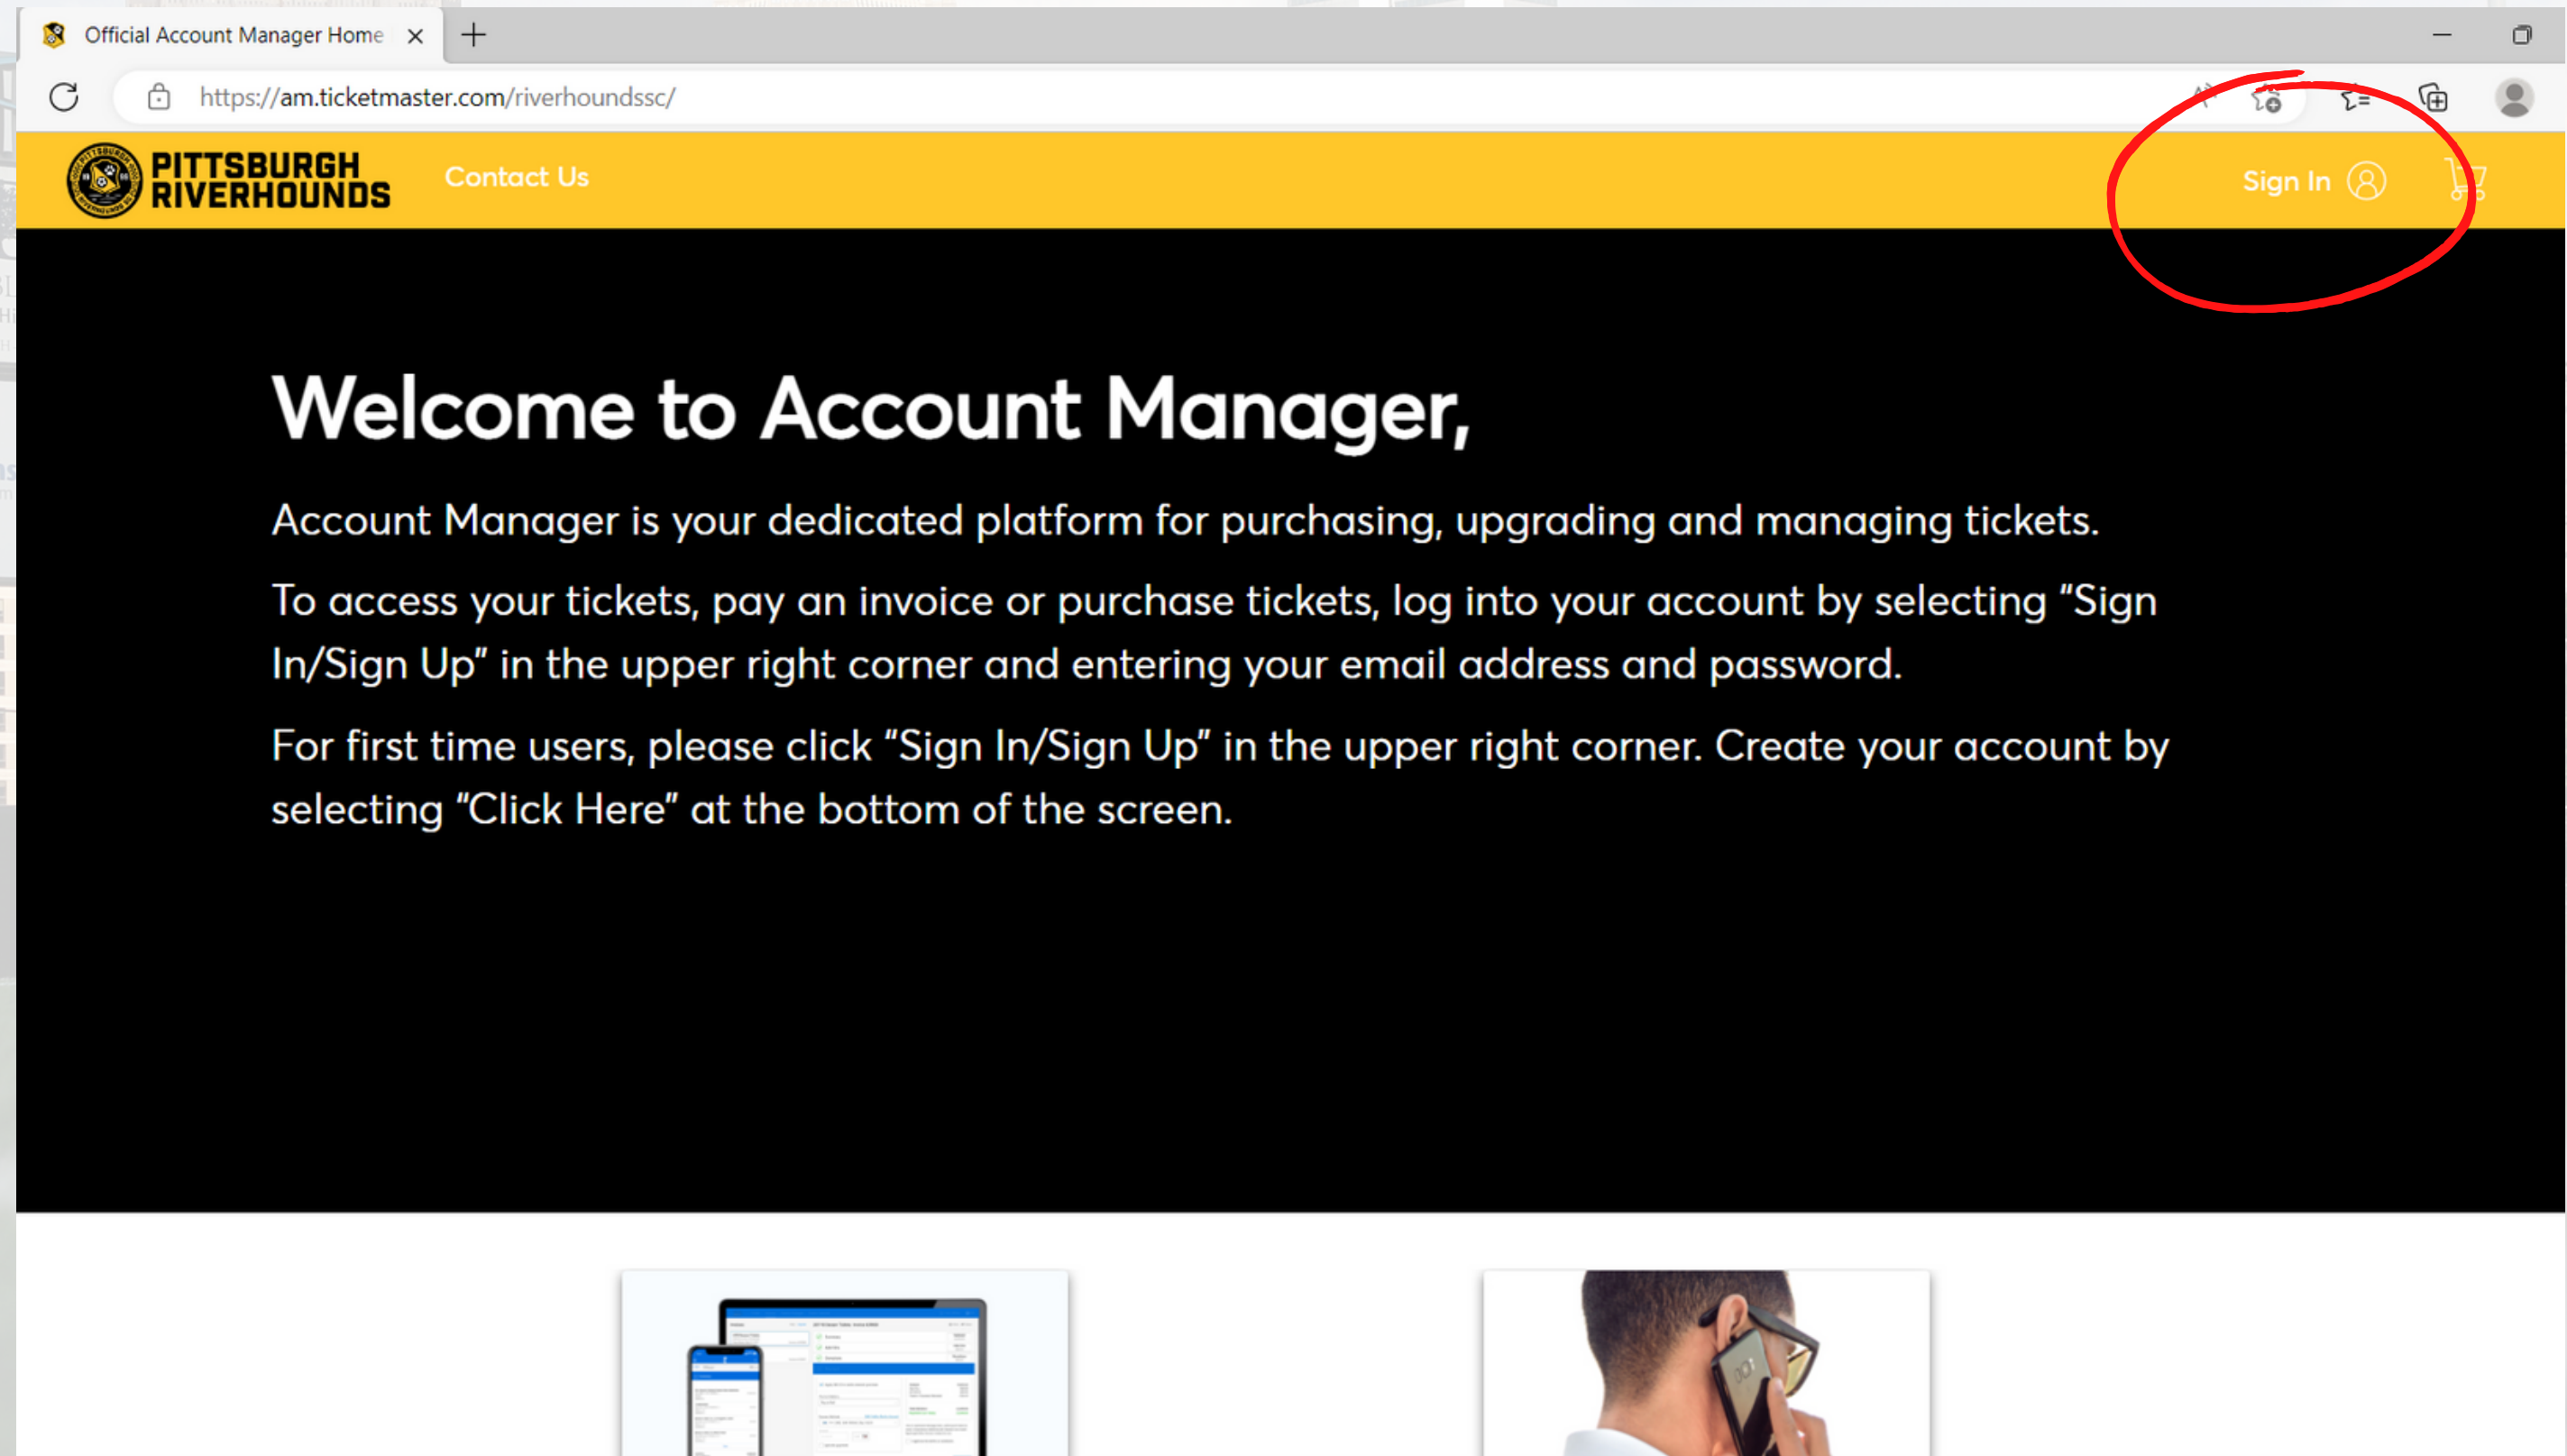 Official Account Manager Home
https://am.ticketmaster.com/riverhoundssc/
PITTSBURGH
RIVERHOUNDS
Contact Us
Sign In
Welcome to Account Manager,
Account Manager is your dedicated platform for purchasing, upgrading and managing tickets.
To access your tickets, pay an invoice or purchase tickets, log into your account by selecting “Sign
In/Sign Up” in the upper right corner and entering your email address and password.
For first time users, please click “Sign In/Sign Up” in the upper right corner. Create your account by
selecting “Click Here” at the bottom of the screen.